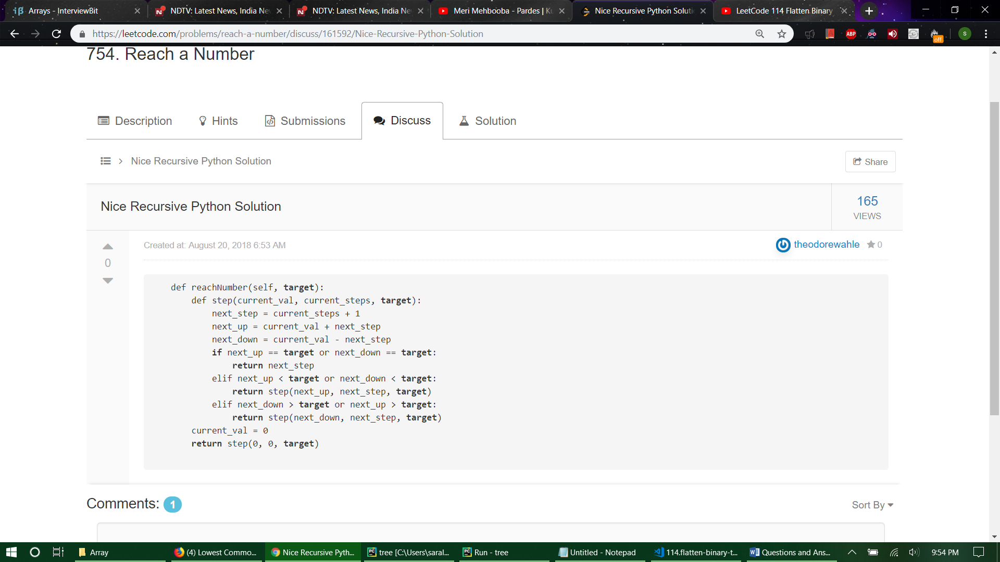 Arrays - InterviewBit
NDTV: Latest News, India Ne
NDTV: Latest News, India Ne
Meri Mehbooba - Pardes | Ku
Nice Recursive Python Soluti
LeetCode 114 Flatten Binary
https://leetcode.com/problems/reach-a-number/discuss/161592/Nice-Recursive-Python-Solution
ABP
off
S
754. Reach a Number
Description
Hints
Submissions
Discuss
Solution
> Nice Recursive Python Solution
Share
Nice Recursive Python Solution
165
VIEWS
0
Created at: August 20, 2018 6:53 AM
theodorewahle
0
def reachNumber(self, target):
def step(current_val, current_steps, target):
next_step = current_steps + 1
next_up = current_val + next_step
next_down = current_val - next_step
if next_up == target or next_down == target:
return next_step
elif next_up < target or next_down < target:
return step(next_up, next_step, target)
elif next_down > target or next_up > target:
return step(next_down, next_step, target)
current_val = 0
return step(0, 0, target)
Comments: 1
Sort By
Array
(4) Lowest Commo...
Nice Recursive Pyth...
tree [C:\Users\saral...
Run - tree
Untitled - Notepad
114.flatten-binary-t...
Questions and Ans...
9:54 PM